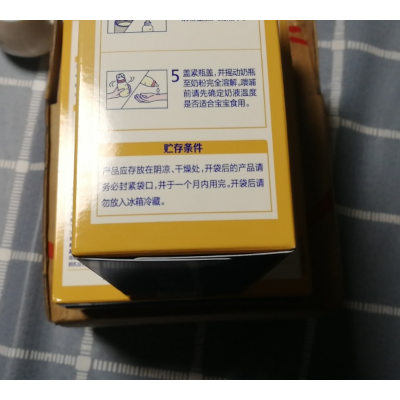 5 盖紧瓶盖,并摇动奶瓶
至奶粉完全溶解。喂哺
前请先确定奶液温度
是否适合宝宝食用。
贮存条件
产品应存放在阴凉、干燥处,开袋后的产品请
务必封紧袋口,并于一个月内用完。开袋后请
勿放入冰箱冷藏。